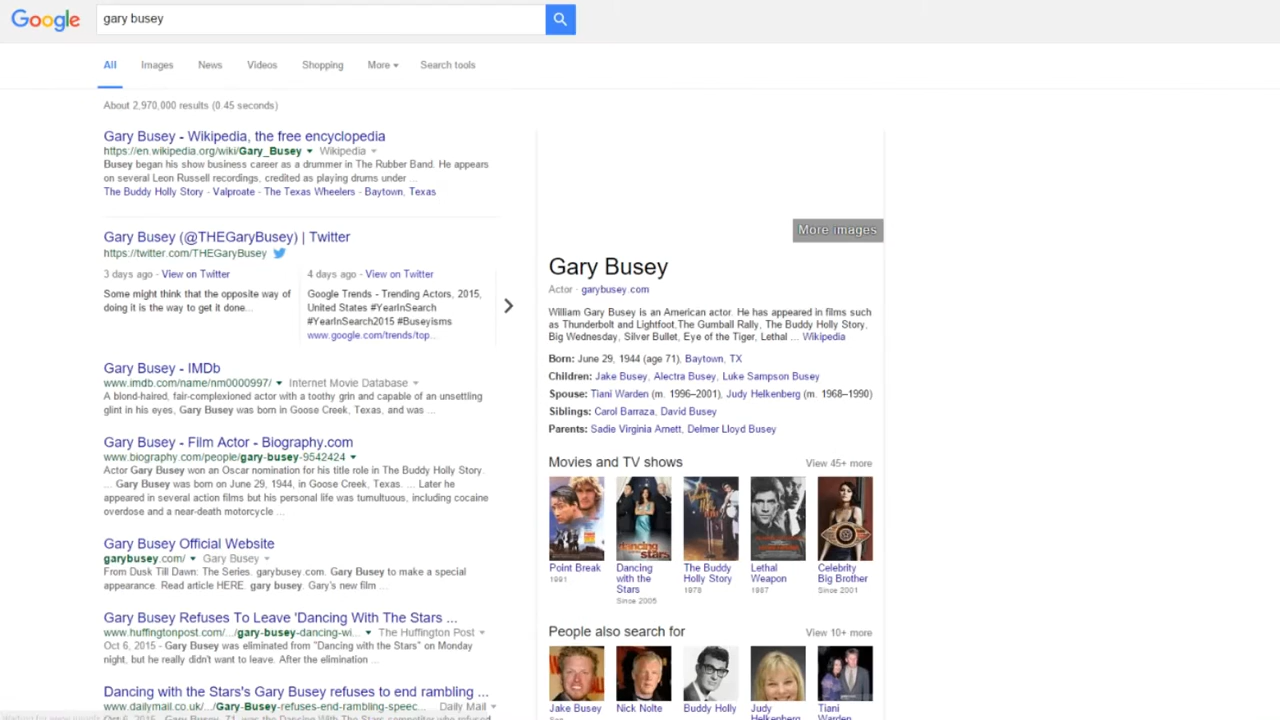 Google
gary busey
All Images News Videos Shopping More Search tools
About 2,970,000 results (0.45 seconds)
Gary Busey - Wikipedia, the free encyclopedia
https://en.wikipedia.org/wiki/Gary_Busey Wikipedia
Busey began his show business career as a drummer in The Rubber Band. He appears
on several Leon Russell recordings, credited as playing drums under ...
The Buddy Holly Story - Valproate - The Texas Wheelers - Baytown, Texas
Gary Busey (@THEGaryBusey) | Twitter
https://twitter.com/THEGaryBusey
3 days ago - View on Twitter
Some might think that the opposite way of
doing it is the way to get it done...
4 days ago - View on Twitter
Google Trends - Trending Actors, 2015,
United States #YearInSearch
#YearInSearch2015 #Buseyisms
www.google.com/trends/top...
Gary Busey - IMDb
www.imdb.com/name/nm0000997/ Internet Movie Database
A blond-haired, fair-complexioned actor with a toothy grin and capable of an unsettling
glint in his eyes, Gary Busey was born in Goose Creek, Texas, and was ...
Gary Busey - Film Actor - Biography.com
www.biography.com/people/gary-busey-9542424
Actor Gary Busey won an Oscar nomination for his title role in The Buddy Holly Story.
... Gary Busey was born on June 29, 1944, in Goose Creek, Texas. ... Later he
appeared in several action films but his personal life was tumultuous, including cocaine
overdose and a near-death motorcycle ...
Gary Busey Official Website
garybusey.com/ Gary Busey
From Dusk Till Dawn: The Series. garybusey.com. Gary Busey to make a special
appearance. Read article HERE. gary busey. Gary's new film ...
Gary Busey Refuses To Leave 'Dancing With The Stars ...
www.huffingtonpost.com/.../gary-busey-dancing-wi... The Huffington Post
Oct 6, 2015 - Gary Busey was eliminated from "Dancing with the Stars" on Monday
night, but he really didn't want to leave. After the elimination ...
Dancing with the Stars's Gary Busey refuses to end rambling ...
www.dailymail.co.uk/.../Gary-Busey-refuses-end-rambling-speec... Daily Mail
Oct 6, 2015 - Gary Busey, 71, was the Dancing With The Stars competitor who refused
More images
Gary Busey
Actor · garybusey.com
William Gary Busey is an American actor. He has appeared in films such
as Thunderbolt and Lightfoot,The Gumball Rally, The Buddy Holly Story,
Big Wednesday, Silver Bullet, Eye of the Tiger, Lethal ... Wikipedia
Born: June 29, 1944 (age 71), Baytown, TX
Children: Jake Busey, Alectra Busey, Luke Sampson Busey
Spouse: Tiani Warden (m. 1996–2001), Judy Helkenberg (m. 1968–1990)
Siblings: Carol Barraza, David Busey
Parents: Sadie Virginia Arnett, Delmer Lloyd Busey
Movies and TV shows View 45+ more
Point Break
1991
Dancing
with the
Stars
Since 2005
The Buddy
Holly Story
1978
Lethal
Weapon
1987
Celebrity
Big Brother
Since 2001
People also search for View 10+ more
Jake Busey
Son
Nick Nolte
Buddy Holly
Judy
Helkenberg
Tiani
Warden